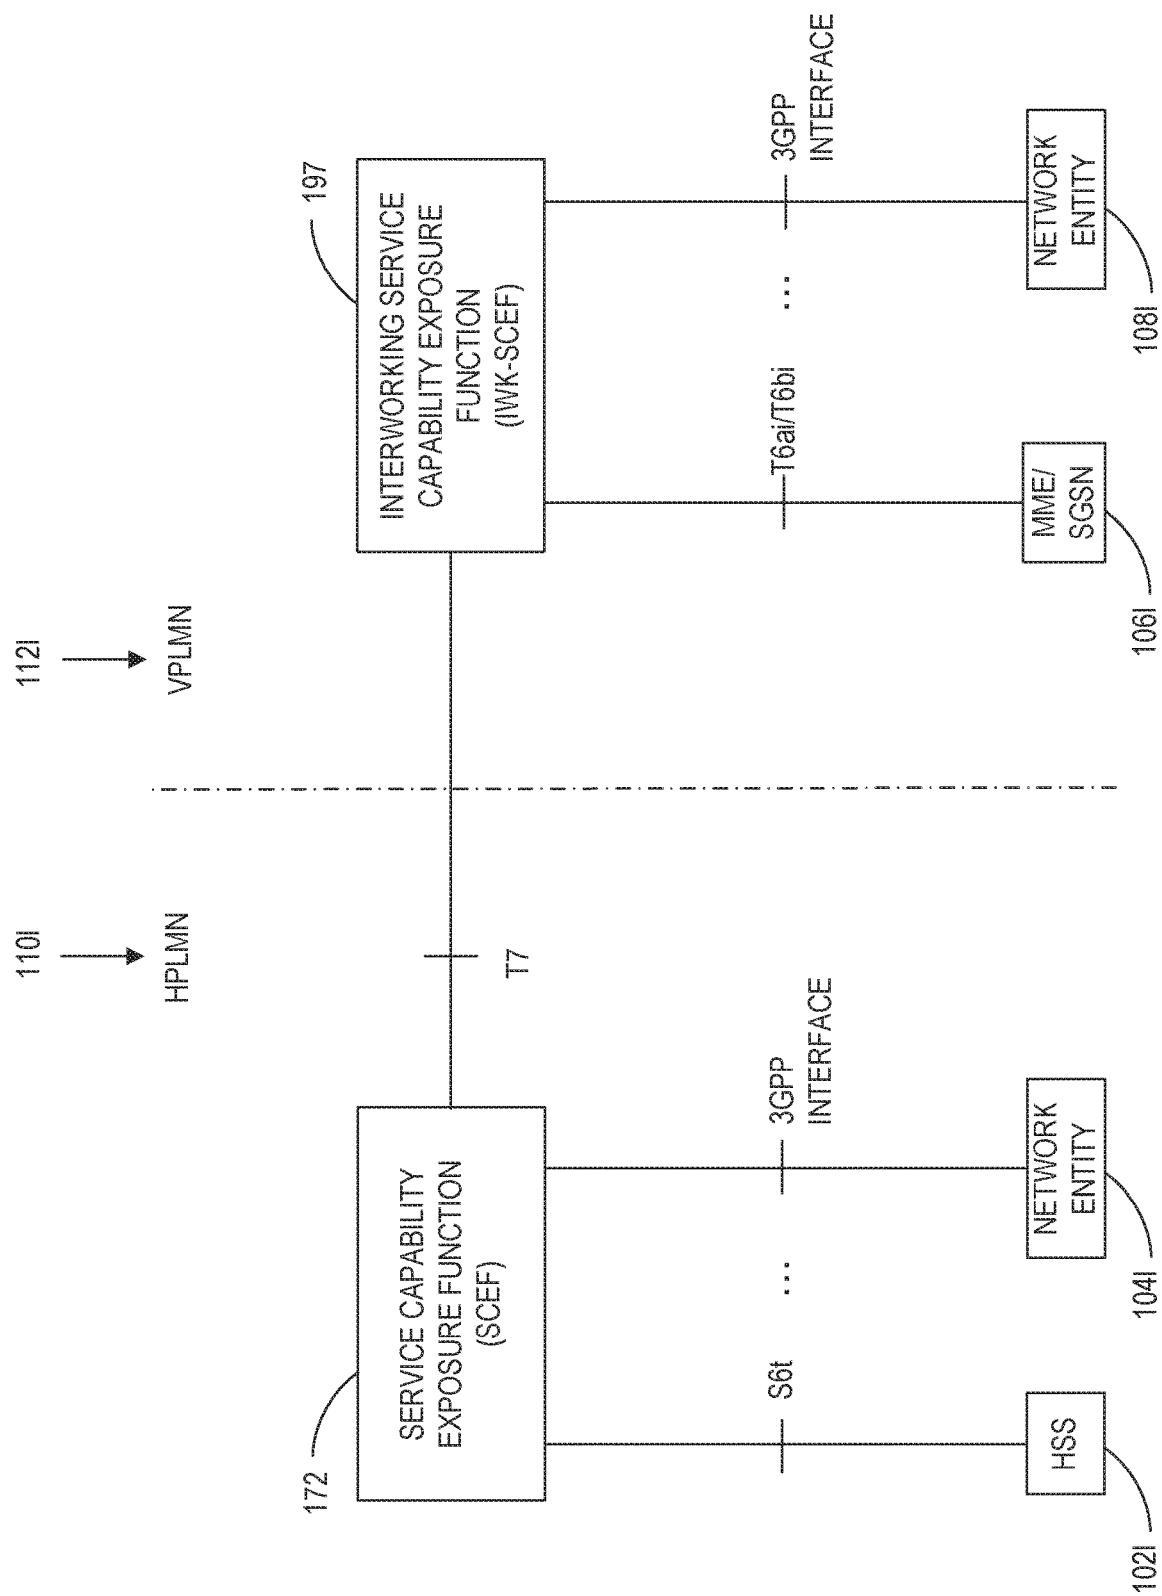 110I
112I
HPLMN
VPLMN
172
197
SERVICE CAPABILITY
EXPOSURE FUNCTION
(SCEF)
INTERWORKING SERVICE
CAPABILITY EXPOSURE
FUNCTION
(IWK-SCEF)
T7
S6t
...
3GPP
INTERFACE
T6ai/T6bi
...
3GPP
INTERFACE
HSS
NETWORK
ENTITY
MME/
SGSN
NETWORK
ENTITY
102I
104I
106I
108I